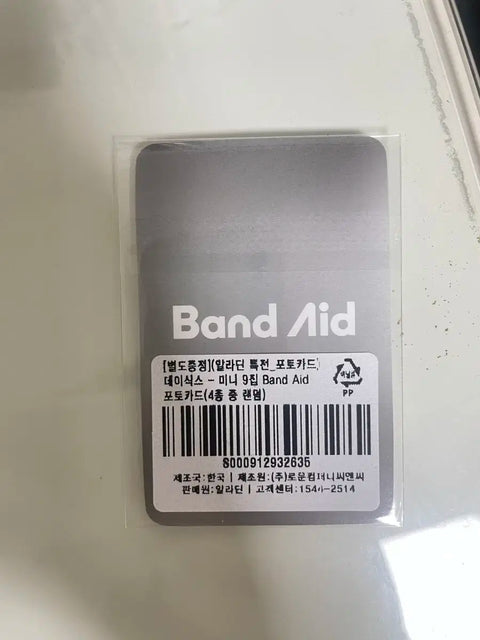 Band Aid
[별도증정](알라딘 특전_포토카드)
데이식스 - 미니 9집 Band Aid
포토카드(4종 중 랜덤)
PP
S000912932635
제조국:한국 | 제조원:(주)로운컴퍼니씨앤씨
판매원:알라딘 | 고객센터:1544-2514